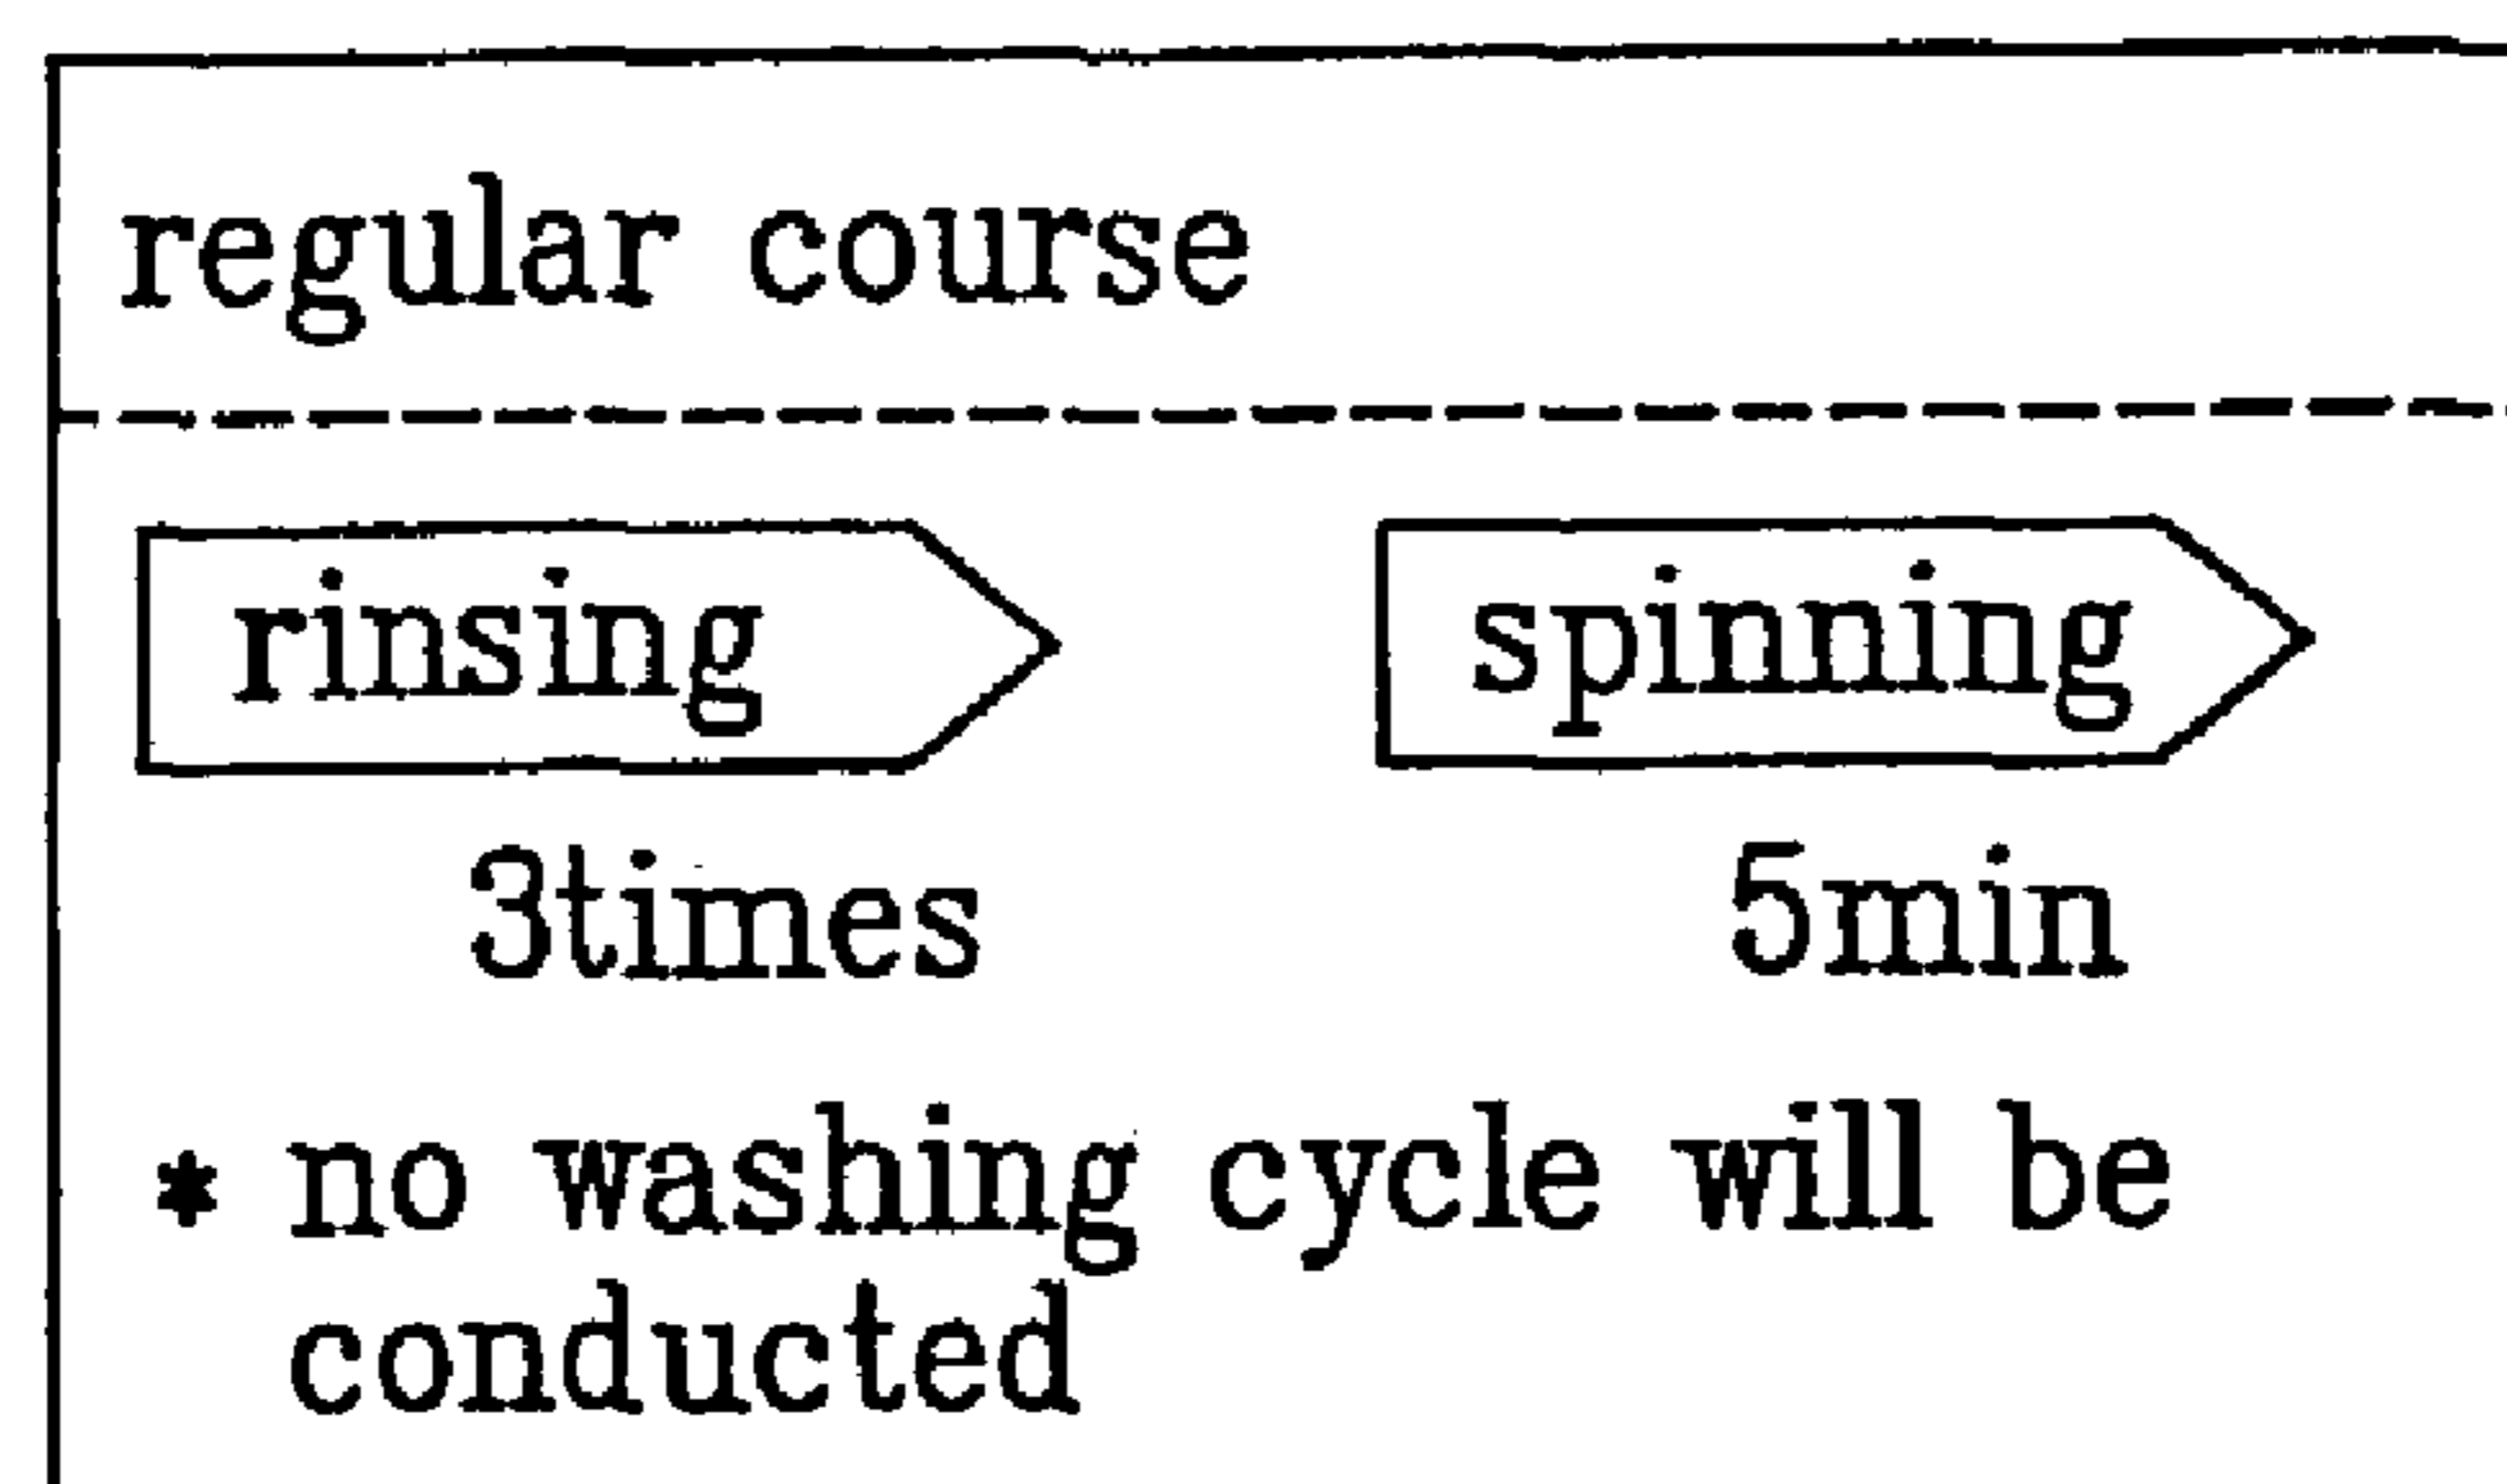 regular course
rinsing spinning
3times 5min
* no washing cycle will be
conducted